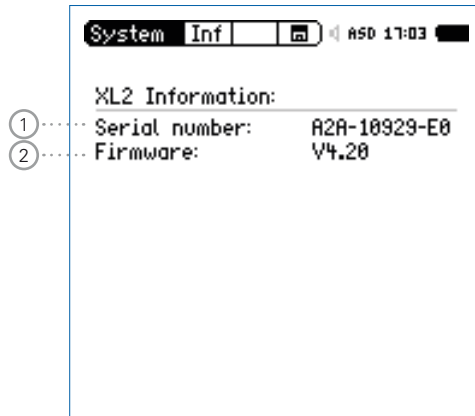 System Inf ASD 17:03
XL2 Information:
① Serial number: A2A-10929-E0
② Firmware: V4.20